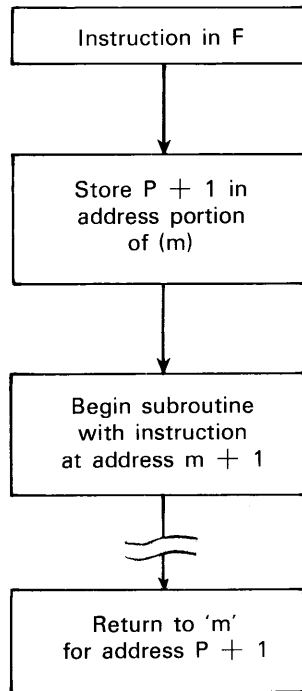 Instruction in F
Store P + 1 in
address portion
of (m)
Begin subroutine
with instruction
at address m + 1
Return to 'm'
for address P + 1